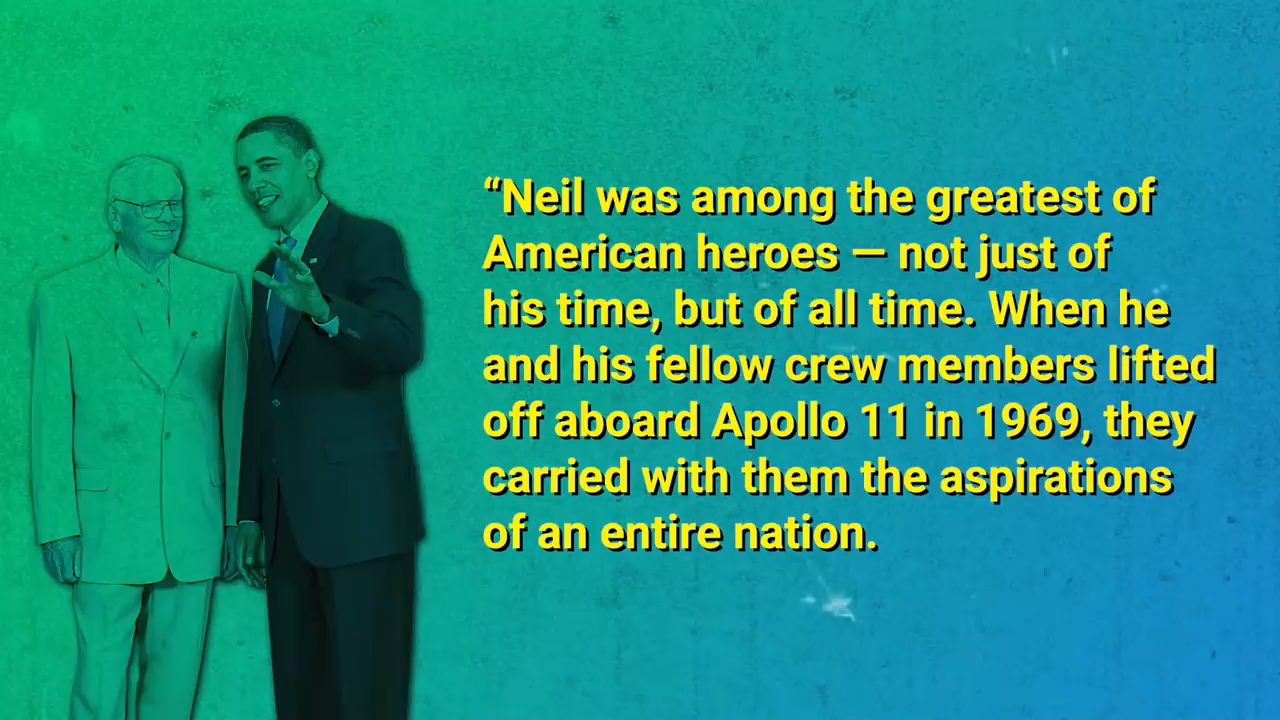 “Neil was among the greatest of
American heroes — not just of
his time, but of all time. When he
and his fellow crew members lifted
off aboard Apollo 11 in 1969, they
carried with them the aspirations
of an entire nation.